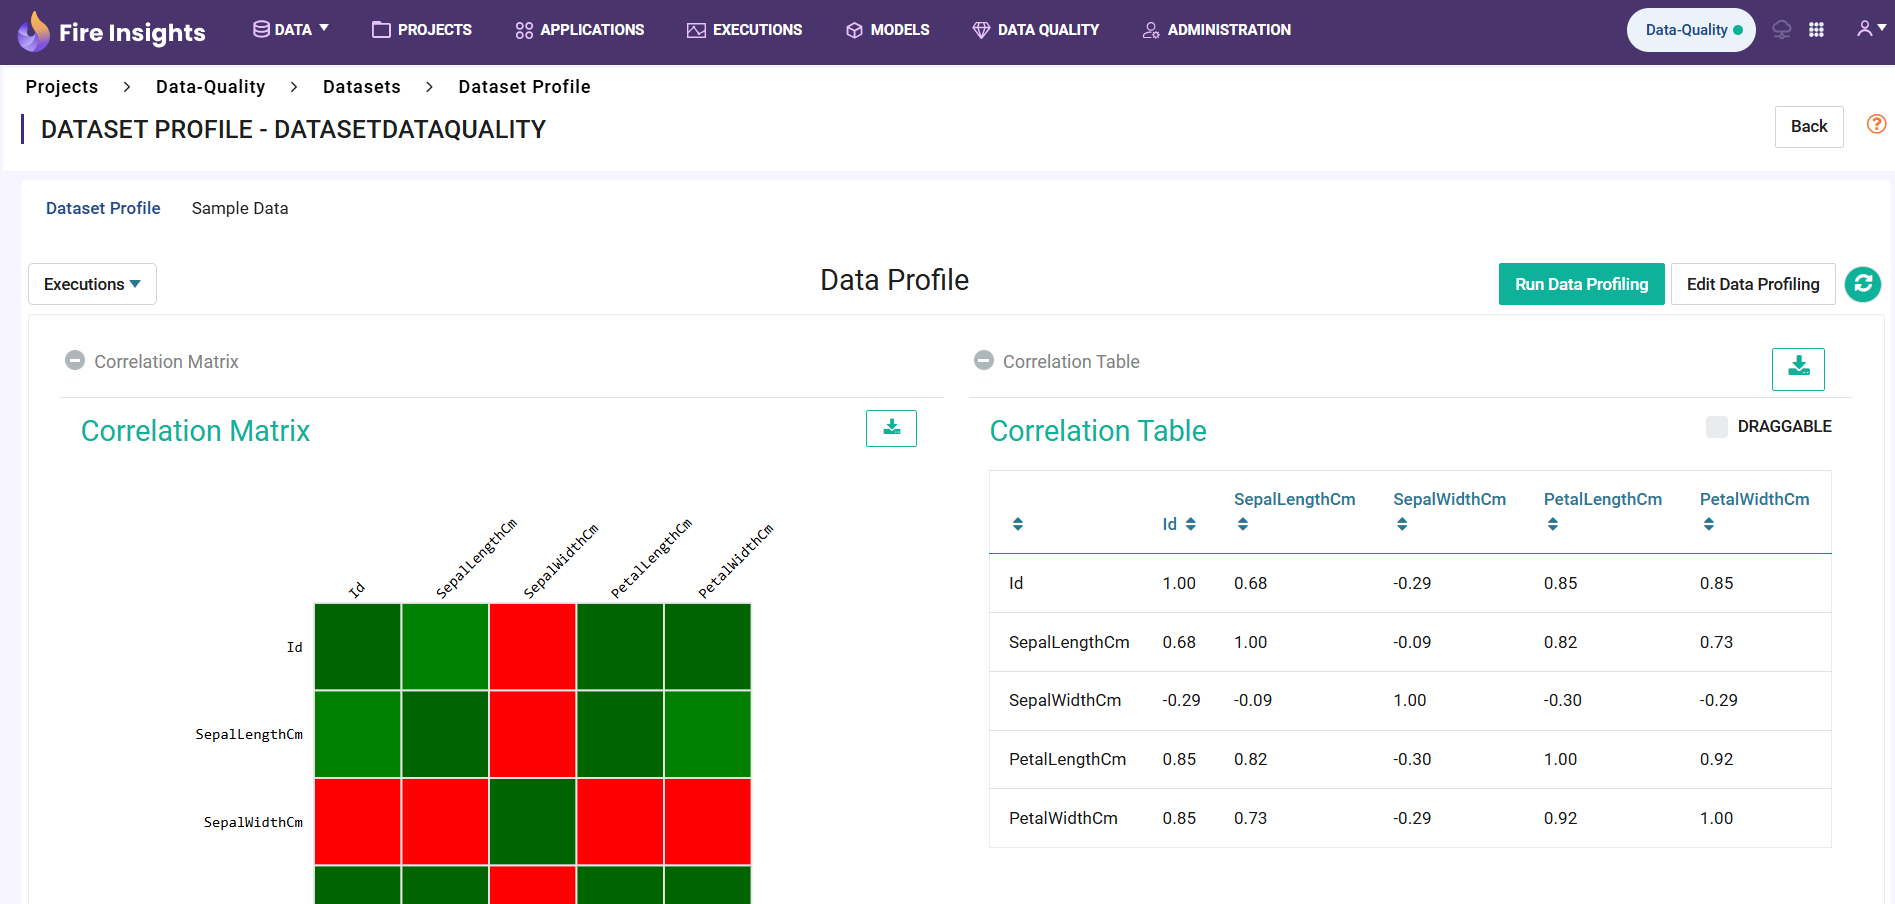 Fire Insights DATA PROJECTS APPLICATIONS EXECUTIONS MODELS DATA QUALITY ADMINISTRATION Data-Quality
Projects > Data-Quality > Datasets > Dataset Profile
DATASET PROFILE - DATASETDATAQUALITY
Back
Dataset Profile Sample Data
Executions
Data Profile
Run Data Profiling Edit Data Profiling
Correlation Matrix
Correlation Matrix
Id SepalLengthCm SepalWidthCm PetalLengthCm PetalWidthCm
Id
SepalLengthCm
SepalWidthCm
Correlation Table
Correlation Table
DRAGGABLE
Id SepalLengthCm SepalWidthCm PetalLengthCm PetalWidthCm
Id 1.00 0.68 -0.29 0.85 0.85
SepalLengthCm 0.68 1.00 -0.09 0.82 0.73
SepalWidthCm -0.29 -0.09 1.00 -0.30 -0.29
PetalLengthCm 0.85 0.82 -0.30 1.00 0.92
PetalWidthCm 0.85 0.73 -0.29 0.92 1.00